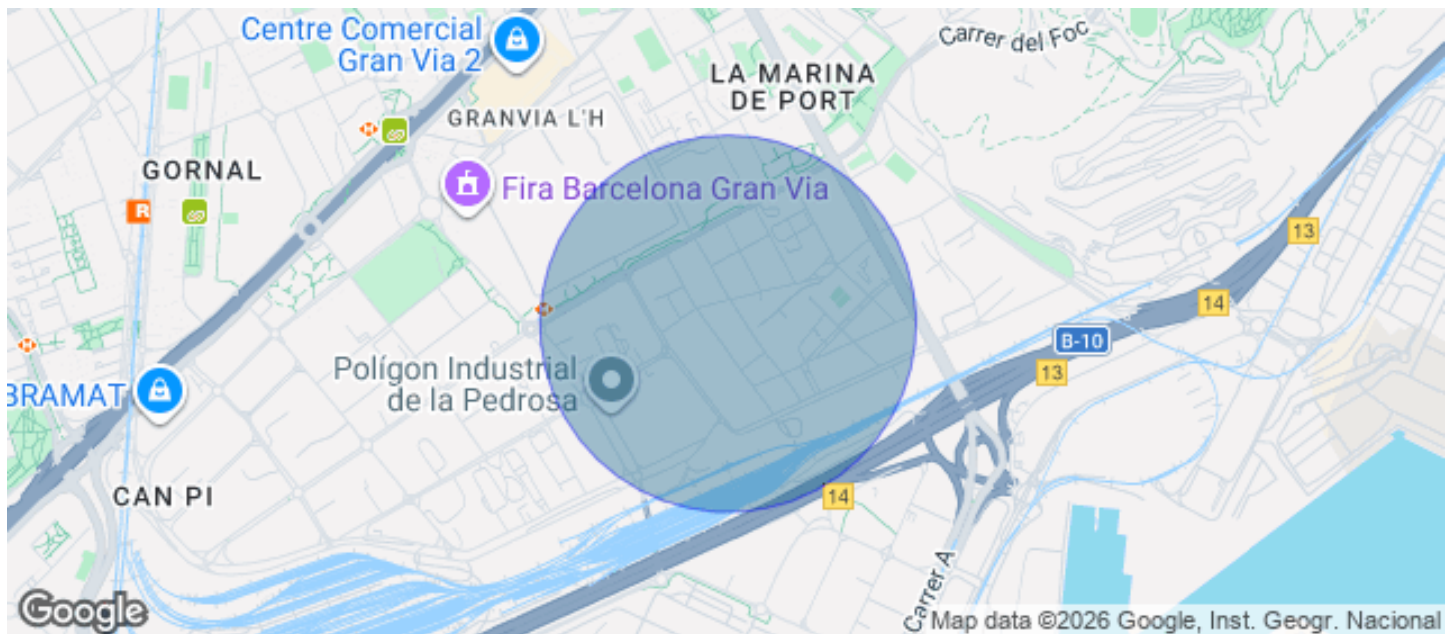 Centre Comercial
Gran Via 2
Carrer del Foc
LA MARINA
DE PORT
GRANVIA L'H
GORNAL
Fira Barcelona Gran Via
R
13
14
B-10
13
Polígon Industrial
de la Pedrosa
BRAMAT
CAN PI
14
Carrer A
Google
Map data ©2026 Google, Inst. Geogr. Nacional